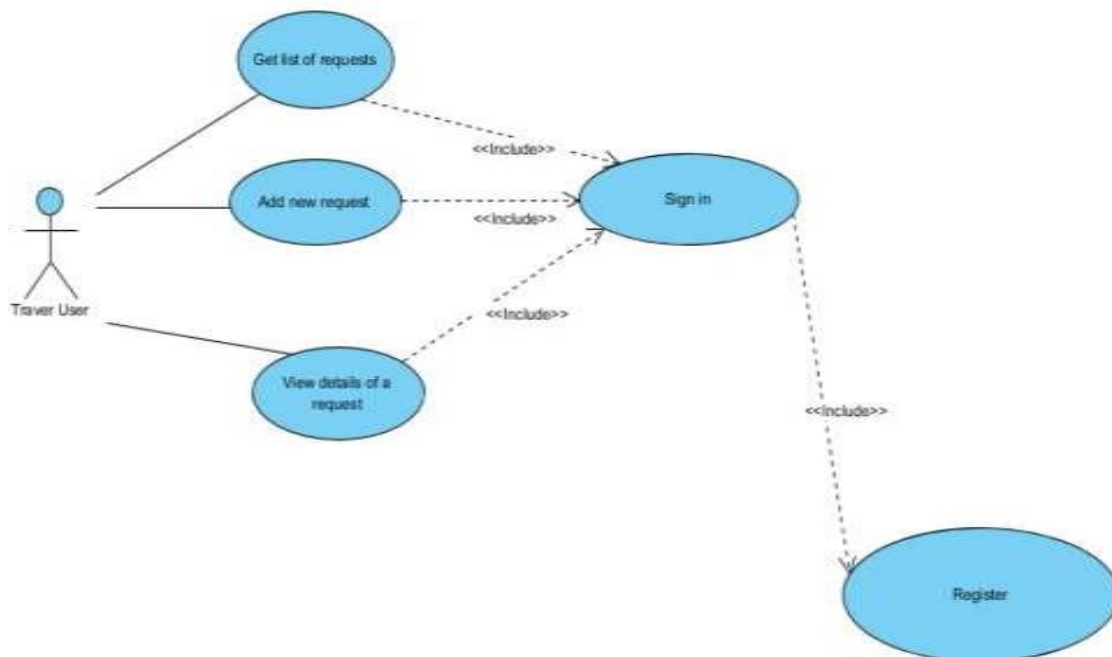 Get list of requests
<<Include>>
Sign in
Add new request
<<Include>>
Traver User
<<Include>>
View details of a
request
<<Include>>
Register